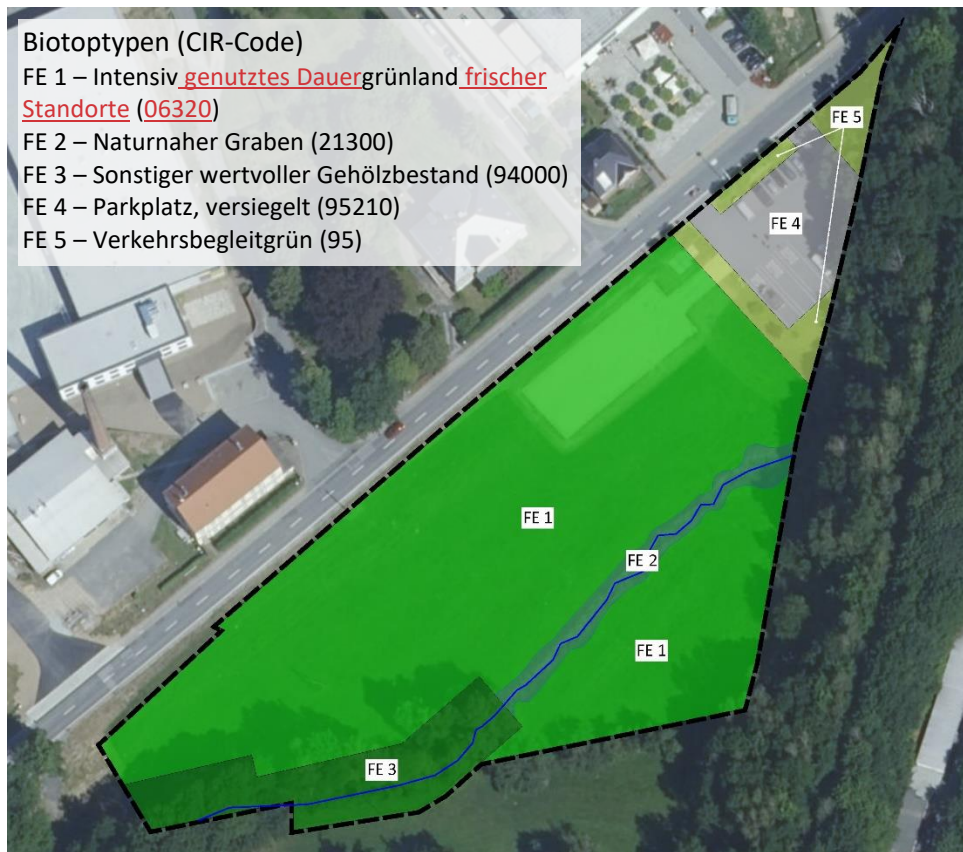 Biotoptypen (CIR-Code)
FE 1 – Intensiv genutztes Dauergrünland frischer
Standorte (06320)
FE 2 – Naturnaher Graben (21300)
FE 3 – Sonstiger wertvoller Gehölzbestand (94000)
FE 4 – Parkplatz, versiegelt (95210)
FE 5 – Verkehrsbegleitgrün (95)
FE 5
FE 4
FE 1
FE 2
FE 1
FE 3